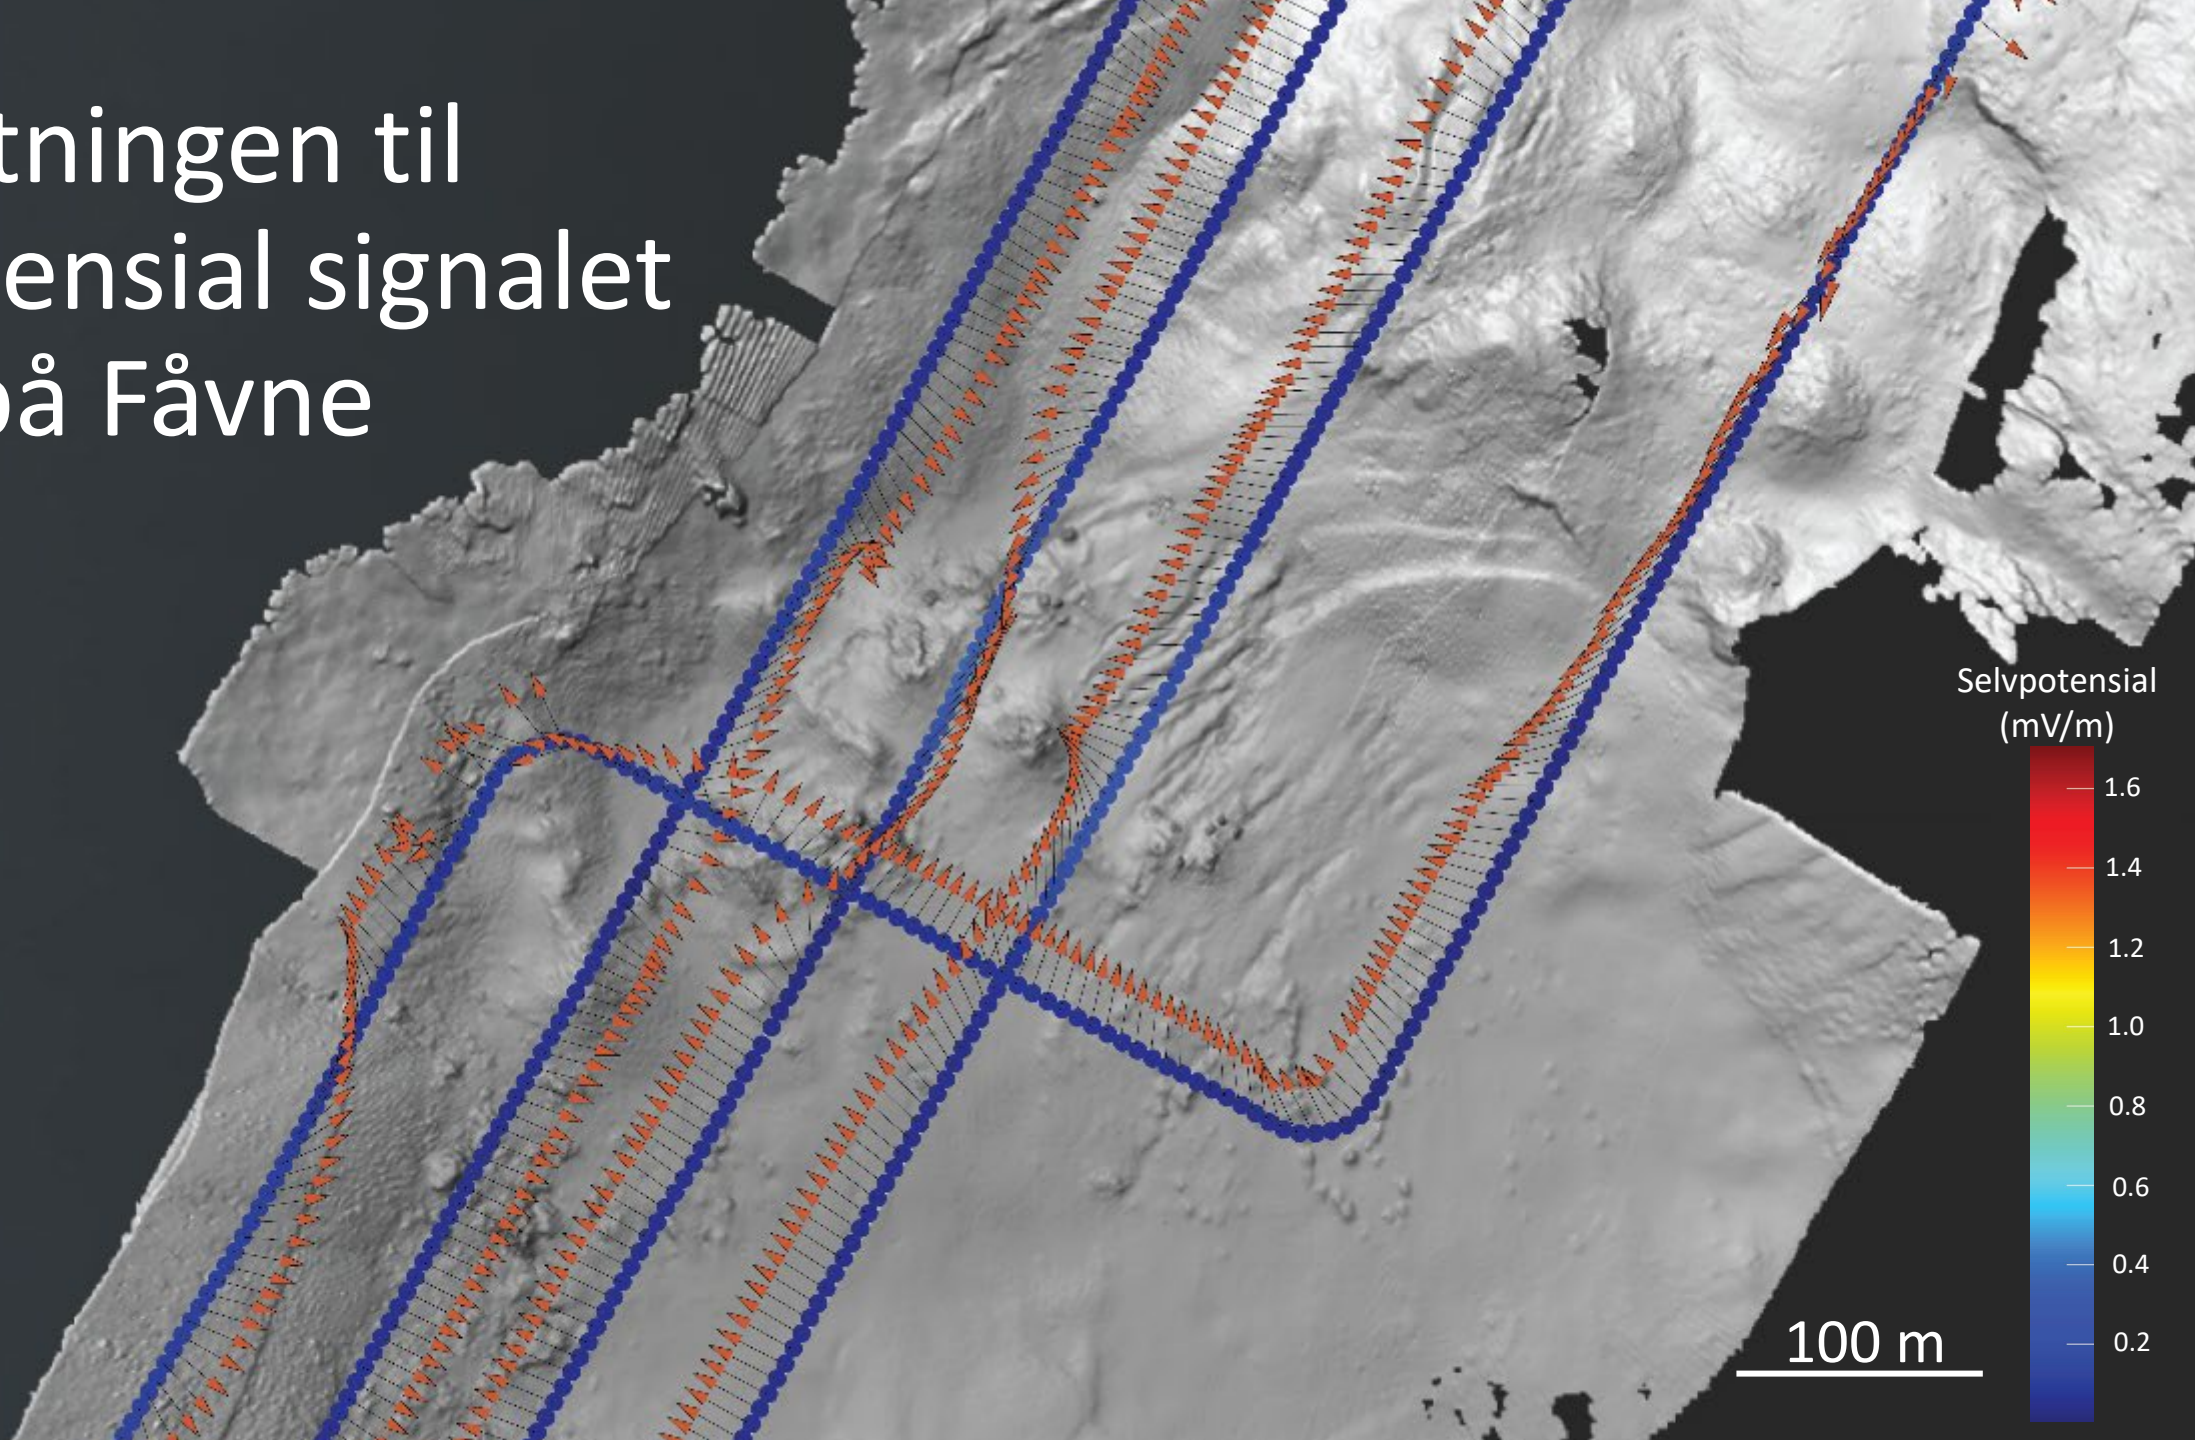 tningen til
ensial signalet
på Fåvne
Selvpotensial
(mV/m)
1.6
1.4
1.2
1.0
0.8
0.6
0.4
0.2
100 m